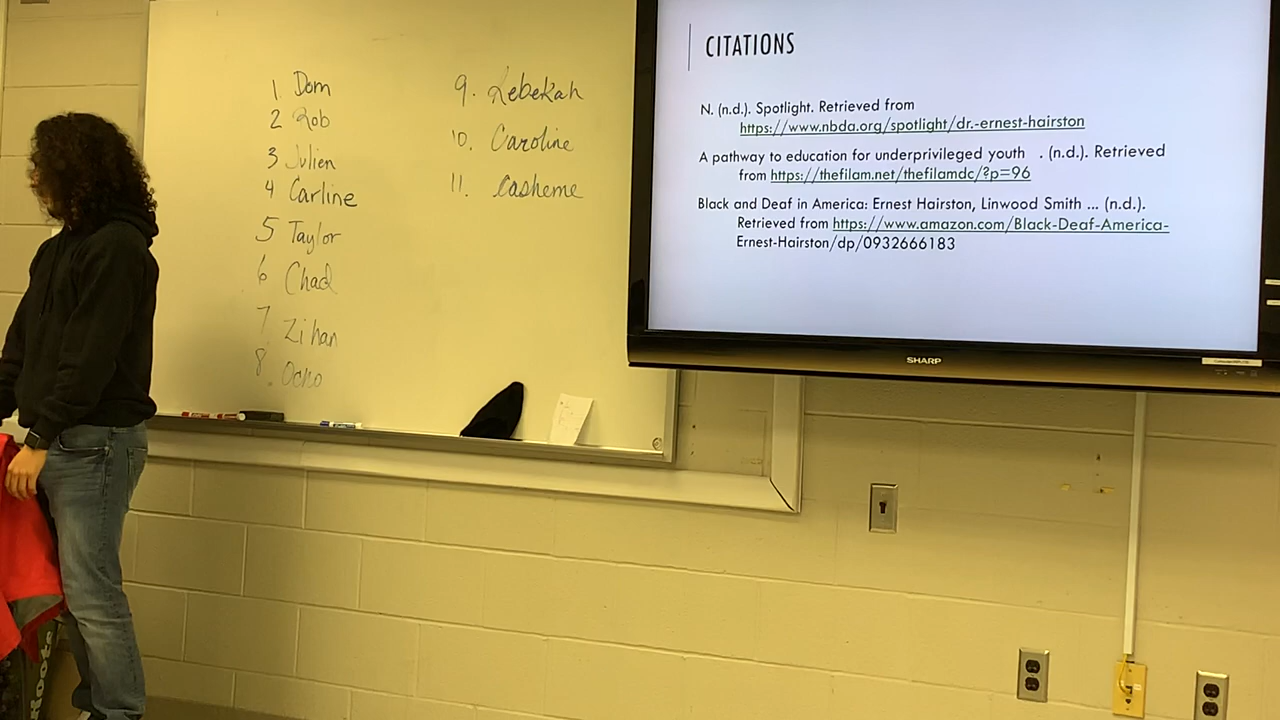 1. Dom
2 Rob
3 Julien
4 Carline
5 Taylor
6 Chad
7 Zihan
8. Ocho
9. Rebekah
10. Caroline
11. Casheme
CITATIONS
N. (n.d.). Spotlight. Retrieved from
https://www.nbda.org/spotlight/dr.-ernest-hairston
A pathway to education for underprivileged youth . (n.d.). Retrieved
from https://thefilam.net/thefilamdc/?p=96
Black and Deaf in America: Ernest Hairston, Linwood Smith ... (n.d.).
Retrieved from https://www.amazon.com/Black-Deaf-America-
Ernest-Hairston/dp/0932666183
SHARP
Roots